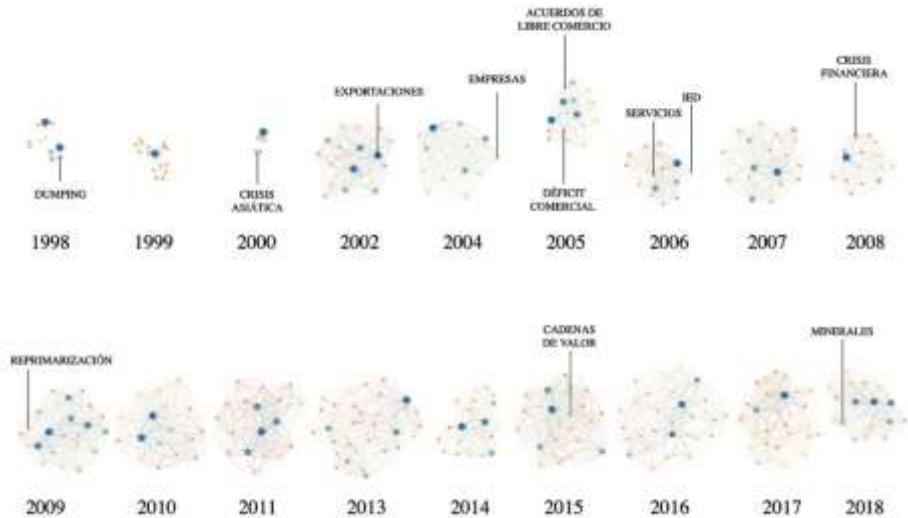 ACUERDOS DE
LIBRE COMERCIO
CRISIS
FINANCIERA
EMPRESAS
EXPORTACIONES
IED
SERVICIOS
DUMPING
CRISIS
ASIÁTICA
DÉFICIT
COMERCIAL
1998 1999 2000 2002 2004 2005 2006 2007 2008
CADENAS
DE VALOR
MINERALES
REPRIMARIZACIÓN
2009 2010 2011 2013 2014 2015 2016 2017 2018